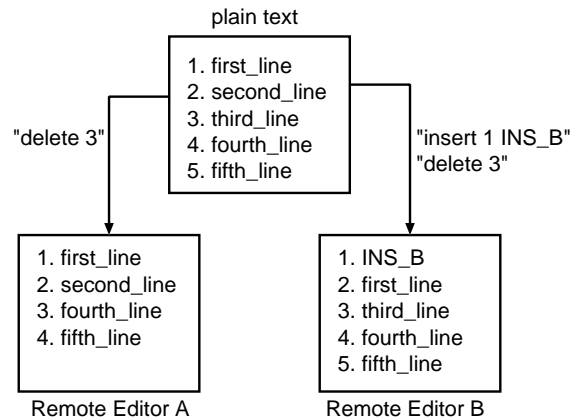 plain text
1. first_line
2. second_line
3. third_line
4. fourth_line
5. fifth_line
"delete 3"
"insert 1 INS_B"
"delete 3"
1. first_line
2. second_line
3. fourth_line
4. fifth_line
Remote Editor A
1. INS_B
2. first_line
3. third_line
4. fourth_line
5. fifth_line
Remote Editor B